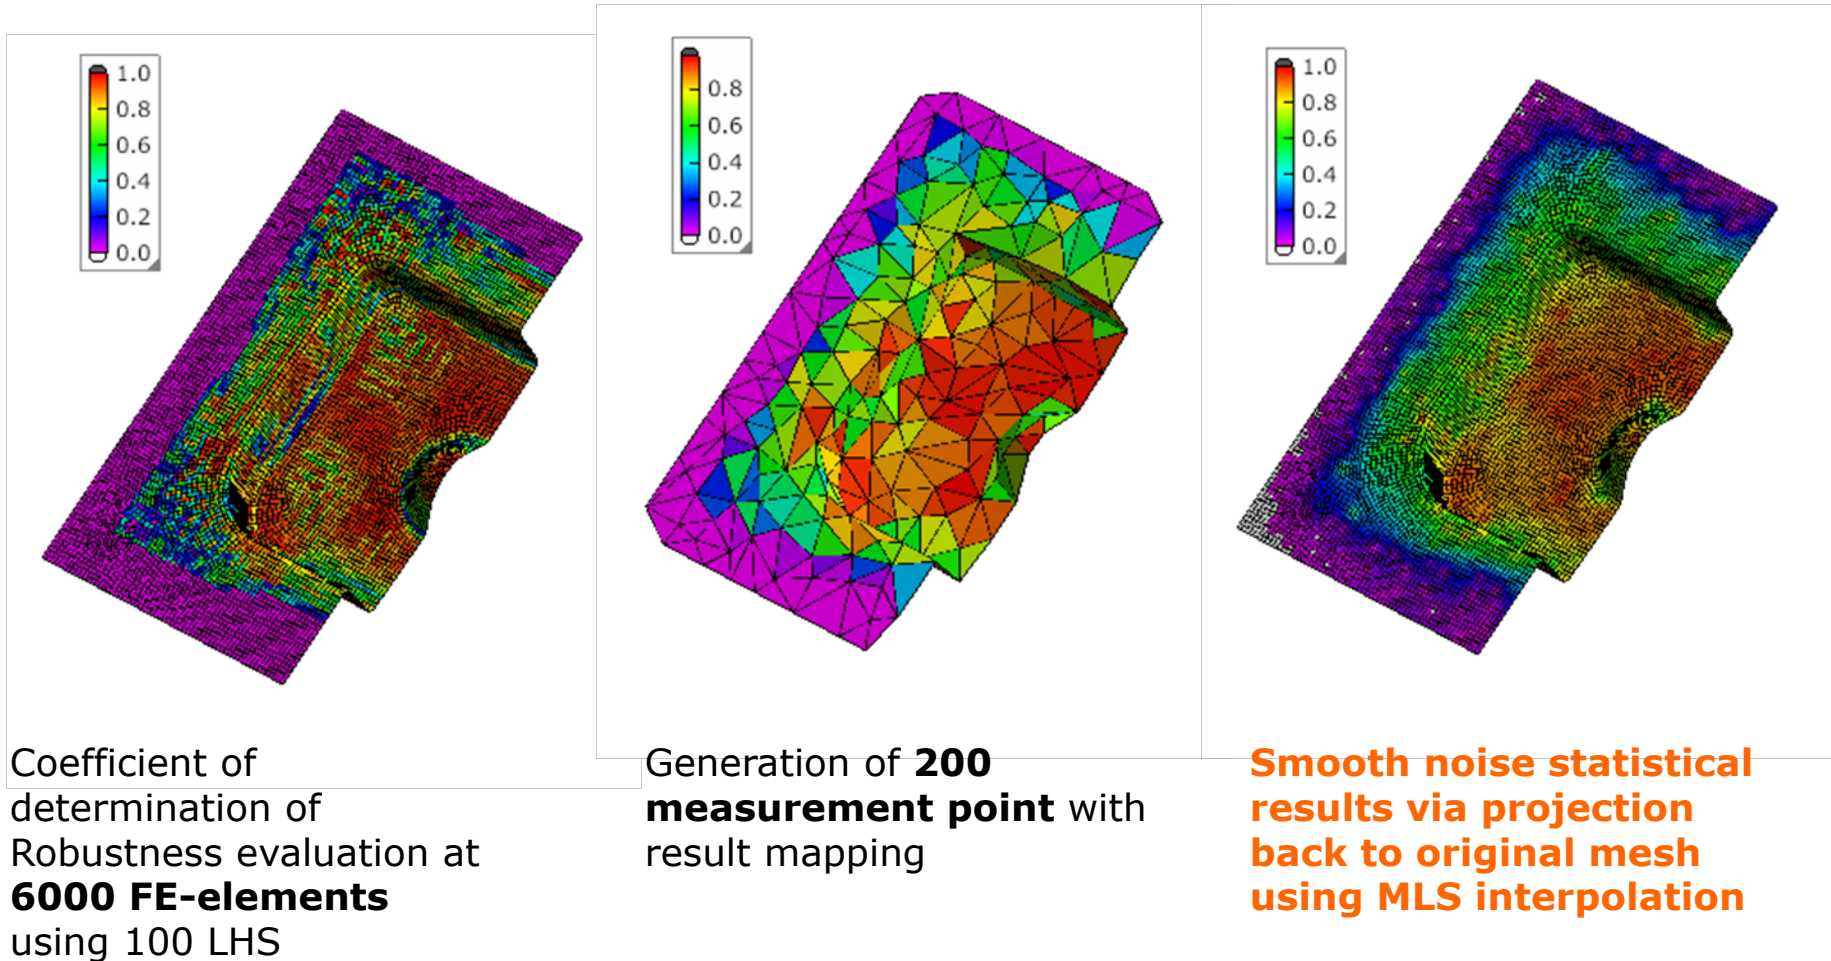 1.0
0.8
0.6
0.4
0.2
0.0
0.8
0.6
0.4
0.2
0.0
1.0
0.8
0.6
0.4
0.2
0.0
Coefficient of
determination of
Robustness evaluation at
6000 FE-elements
using 100 LHS
Generation of 200
measurement point with
result mapping
Smooth noise statistical
results via projection
back to original mesh
using MLS interpolation